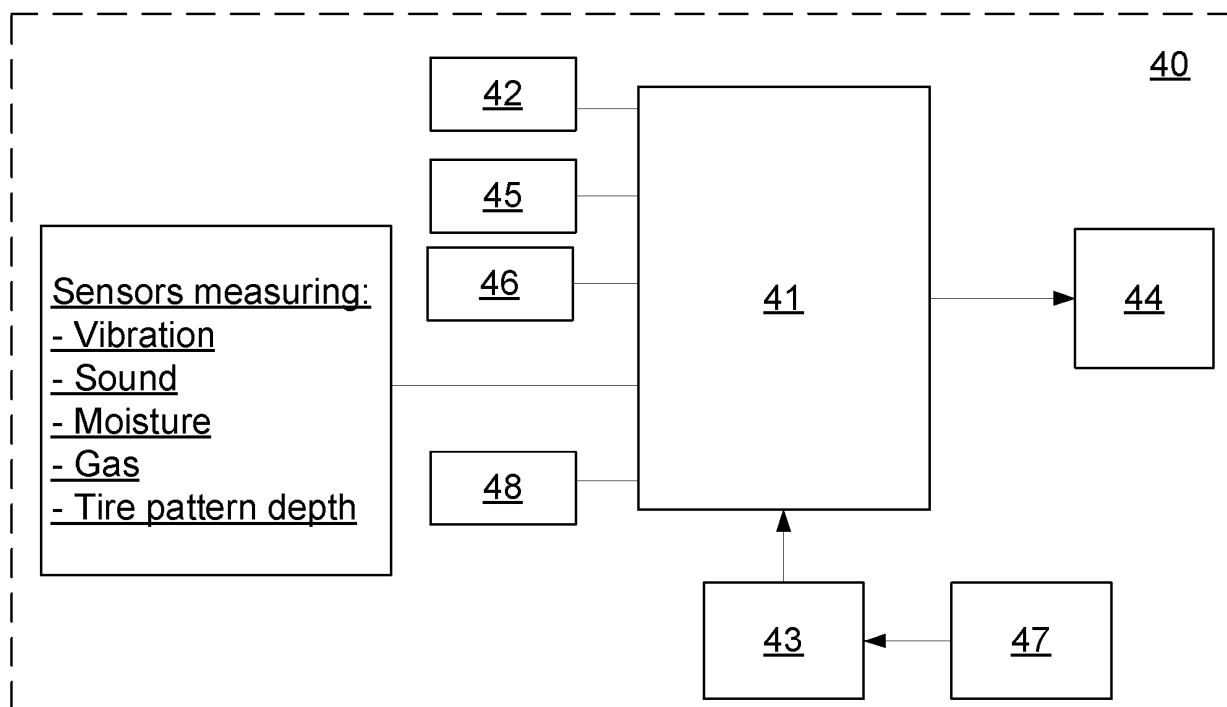 40
42
45
46
41
44
Sensors measuring:
- Vibration
- Sound
- Moisture
- Gas
- Tire pattern depth
48
43
47